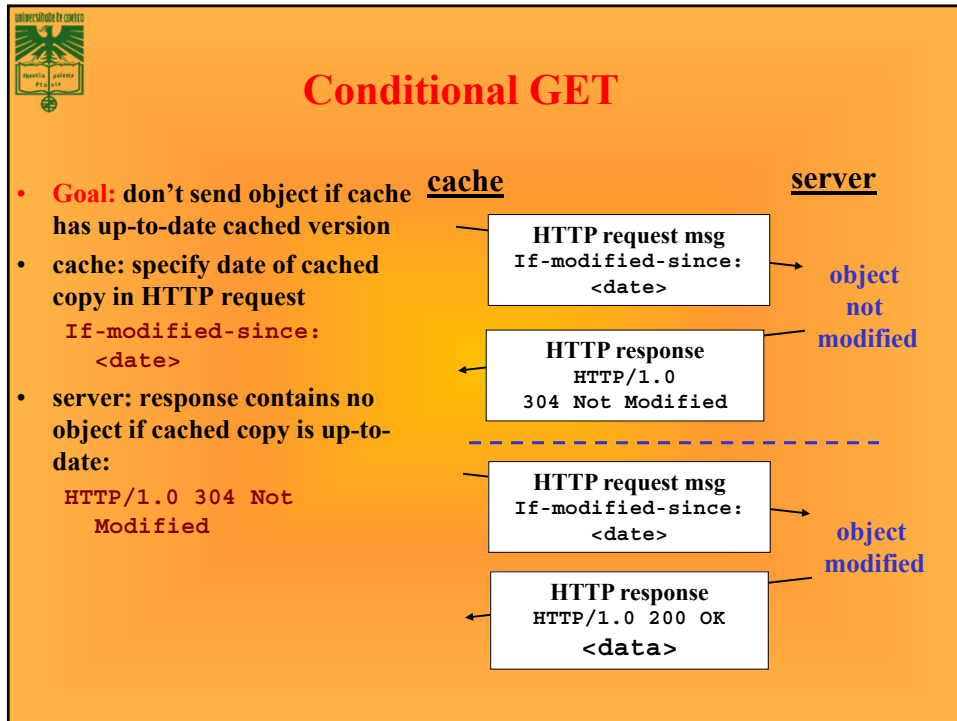 universidade do coimbra
Conditional GET
• Goal: don't send object if cache
has up-to-date cached version
• cache: specify date of cached
copy in HTTP request
If-modified-since:
<date>
• server: response contains no
object if cached copy is up-to-
date:
HTTP/1.0 304 Not
Modified
cache
server
HTTP request msg
If-modified-since:
<date>
object
not
modified
HTTP response
HTTP/1.0
304 Not Modified
HTTP request msg
If-modified-since:
<date>
object
modified
HTTP response
HTTP/1.0 200 OK
<data>